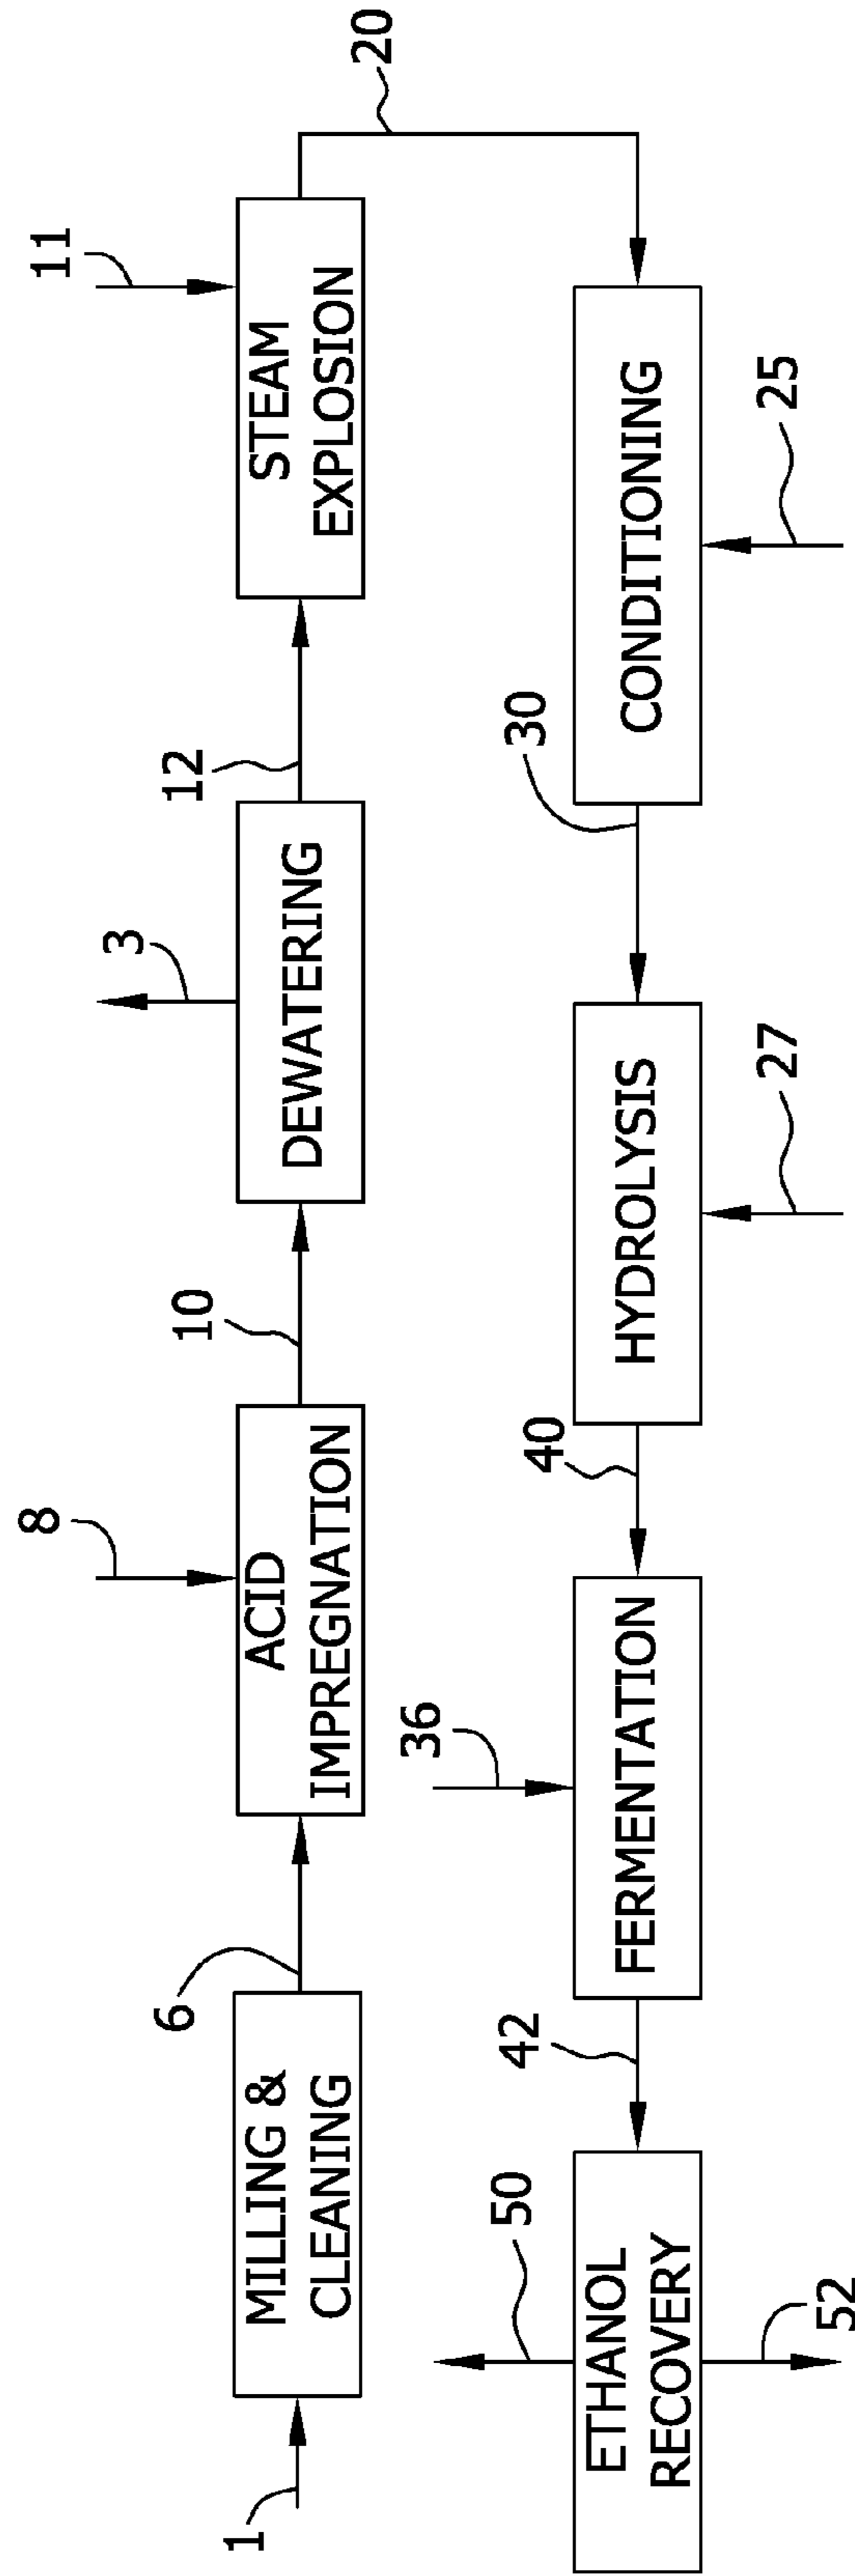 1
MILLING &
CLEANING
6
8
ACID
IMPREGNATION
10
3
DEWATERING
12
11
STEAM
EXPLOSION
20
50
ETHANOL
RECOVERY
52
42
36
FERMENTATION
40
HYDROLYSIS
27
30
CONDITIONING
25